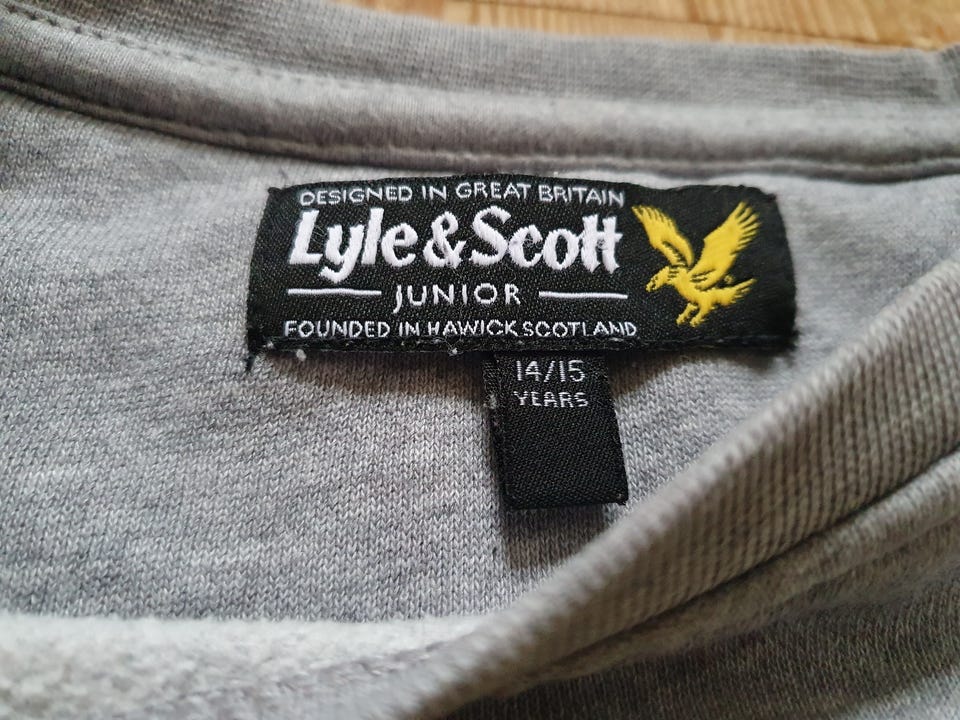 DESIGNED IN GREAT BRITAIN
Lyle & Scott
JUNIOR
FOUNDED IN HAWICK SCOTLAND
14/15
YEARS